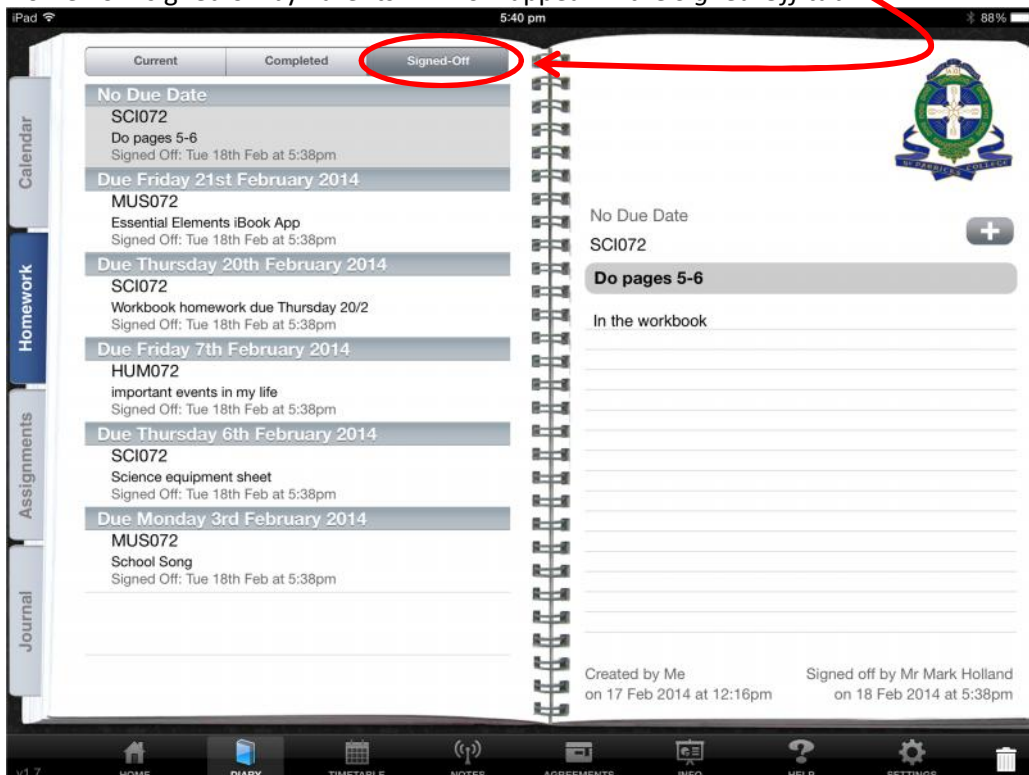 iPad 5:40 pm 88%
Current Completed Signed-Off
No Due Date
SCI072
Do pages 5-6
Signed Off: Tue 18th Feb at 5:38pm
Due Friday 21st February 2014
MUS072
Essential Elements iBook App
Signed Off: Tue 18th Feb at 5:38pm
Due Thursday 20th February 2014
SCI072
Workbook homework due Thursday 20/2
Signed Off: Tue 18th Feb at 5:38pm
Due Friday 7th February 2014
HUM072
important events in my life
Signed Off: Tue 18th Feb at 5:38pm
Due Thursday 6th February 2014
SCI072
Science equipment sheet
Signed Off: Tue 18th Feb at 5:38pm
Due Monday 3rd February 2014
MUS072
School Song
Signed Off: Tue 18th Feb at 5:38pm
Calendar
Homework
Assignments
Journal
ST PATRICK'S COLLEGE
No Due Date
SCI072
Do pages 5-6
In the workbook
Created by Me
on 17 Feb 2014 at 12:16pm
Signed off by Mr Mark Holland
on 18 Feb 2014 at 5:38pm
v1.7 HOME DIARY TIMETABLE NOTES AGREEMENTS INFO HELP SETTINGS